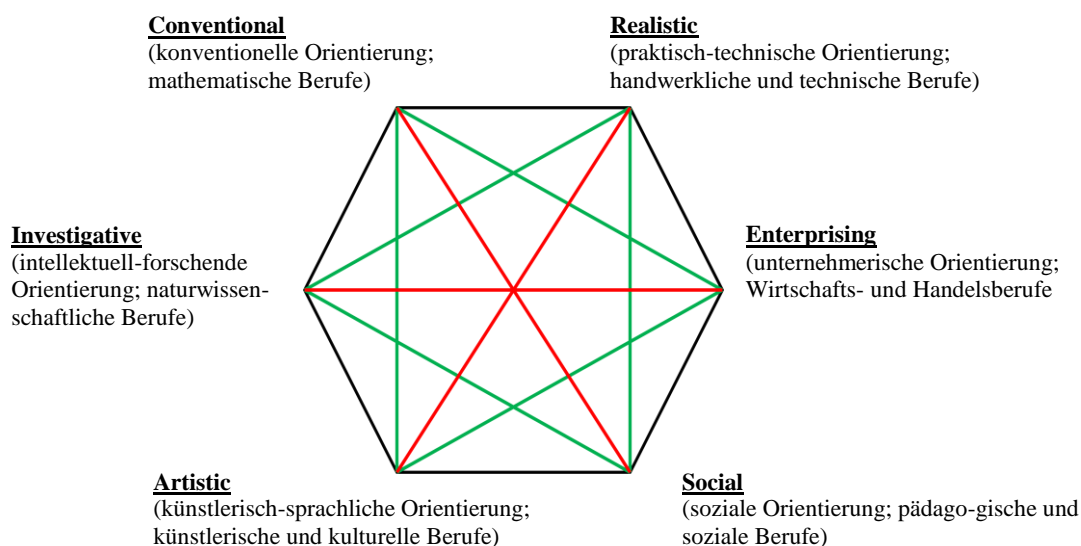 Conventional
(konventionelle Orientierung;
mathematische Berufe)
Realistic
(praktisch-technische Orientierung;
handwerkliche und technische Berufe)
Investigative
(intellektuell-forschende
Orientierung; naturwissen-
schaftliche Berufe)
Enterprising
(unternehmerische Orientierung;
Wirtschafts- und Handelsberufe
Artistic
(künstlerisch-sprachliche Orientierung;
künstlerische und kulturelle Berufe)
Social
(soziale Orientierung; pädago-gische und
soziale Berufe)